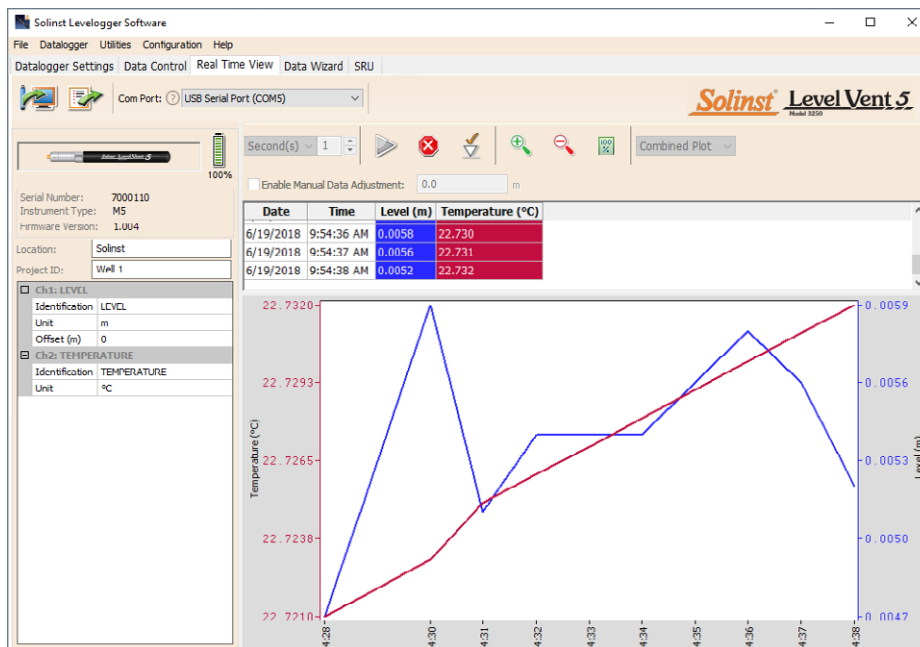 Solinst Levelogger Software
File Datalogger Utilities Configuration Help
Datalogger Settings Data Control Real Time View Data Wizard SRU
Com Port: ? USB Serial Port (COM5)
Solinst® Level Vent 5
Model 3250
Solinst Level Vent 5
100%
Serial Number: 7000110
Instrument Type: M5
Firmware Version: 1.004
Location: Solinst
Project ID: Well 1
Ch1: LEVEL
Identification LEVEL
Unit m
Offset (m) 0
Ch2: TEMPERATURE
Identification TEMPERATURE
Unit ºC
Second(s) 1
100 %
Combined Plot
Enable Manual Data Adjustment: 0.0 m
Date Time Level (m) Temperature (°C)
6/19/2018 9:54:36 AM 0.0058 22.730
6/19/2018 9:54:37 AM 0.0056 22.731
6/19/2018 9:54:38 AM 0.0052 22.732
Temperature (°C)
22.7320
22.7293
22.7265
22.7238
22.7210
0.0059
0.0056
0.0053
0.0050
0.0047
Level (m)
4:28 4:30 4:31 4:32 4:33 4:34 4:35 4:36 4:37 4:38